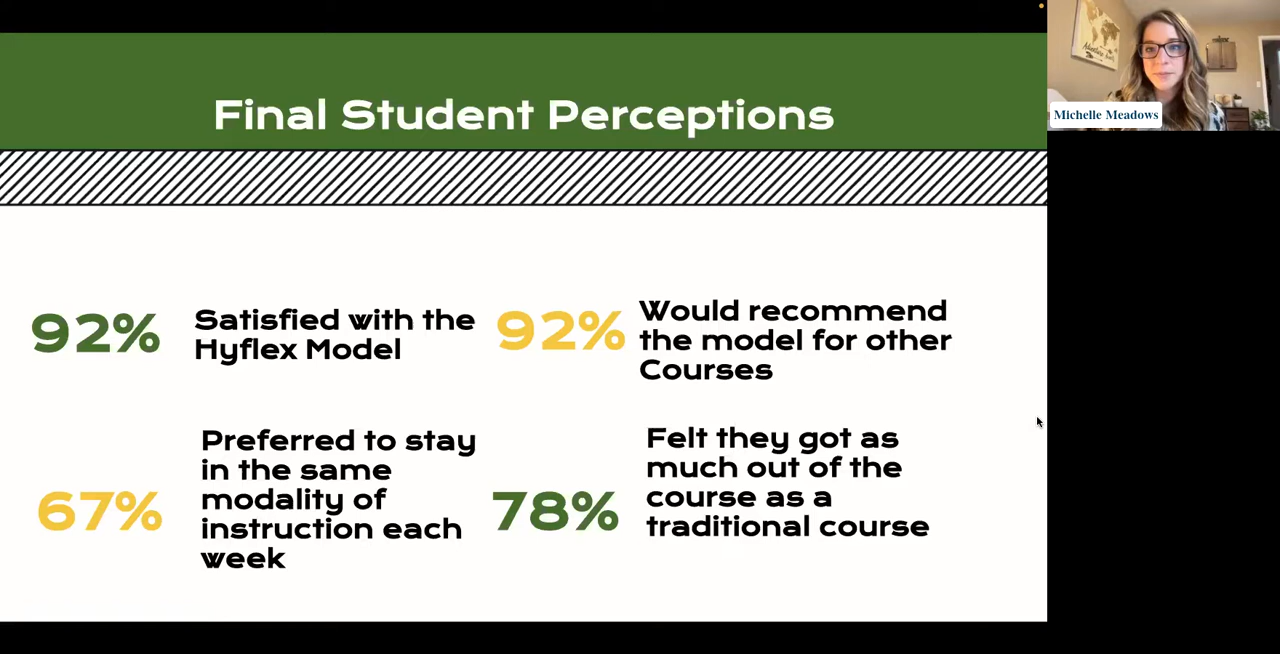 Final Student Perceptions
Michelle Meadows
92%
Satisfied with the
Hyflex Model
92%
Would recommend
the model for other
Courses
67%
Preferred to stay
in the same
modality of
instruction each
week
78%
Felt they got as
much out of the
course as a
traditional course